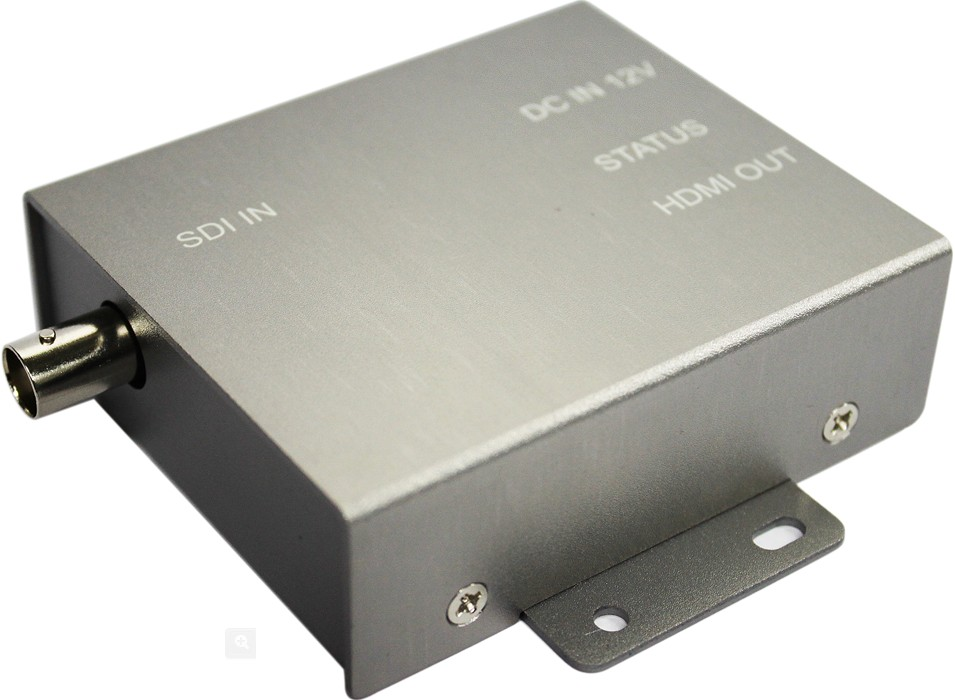 DC IN 12V
STATUS
HDMI OUT
SDI IN